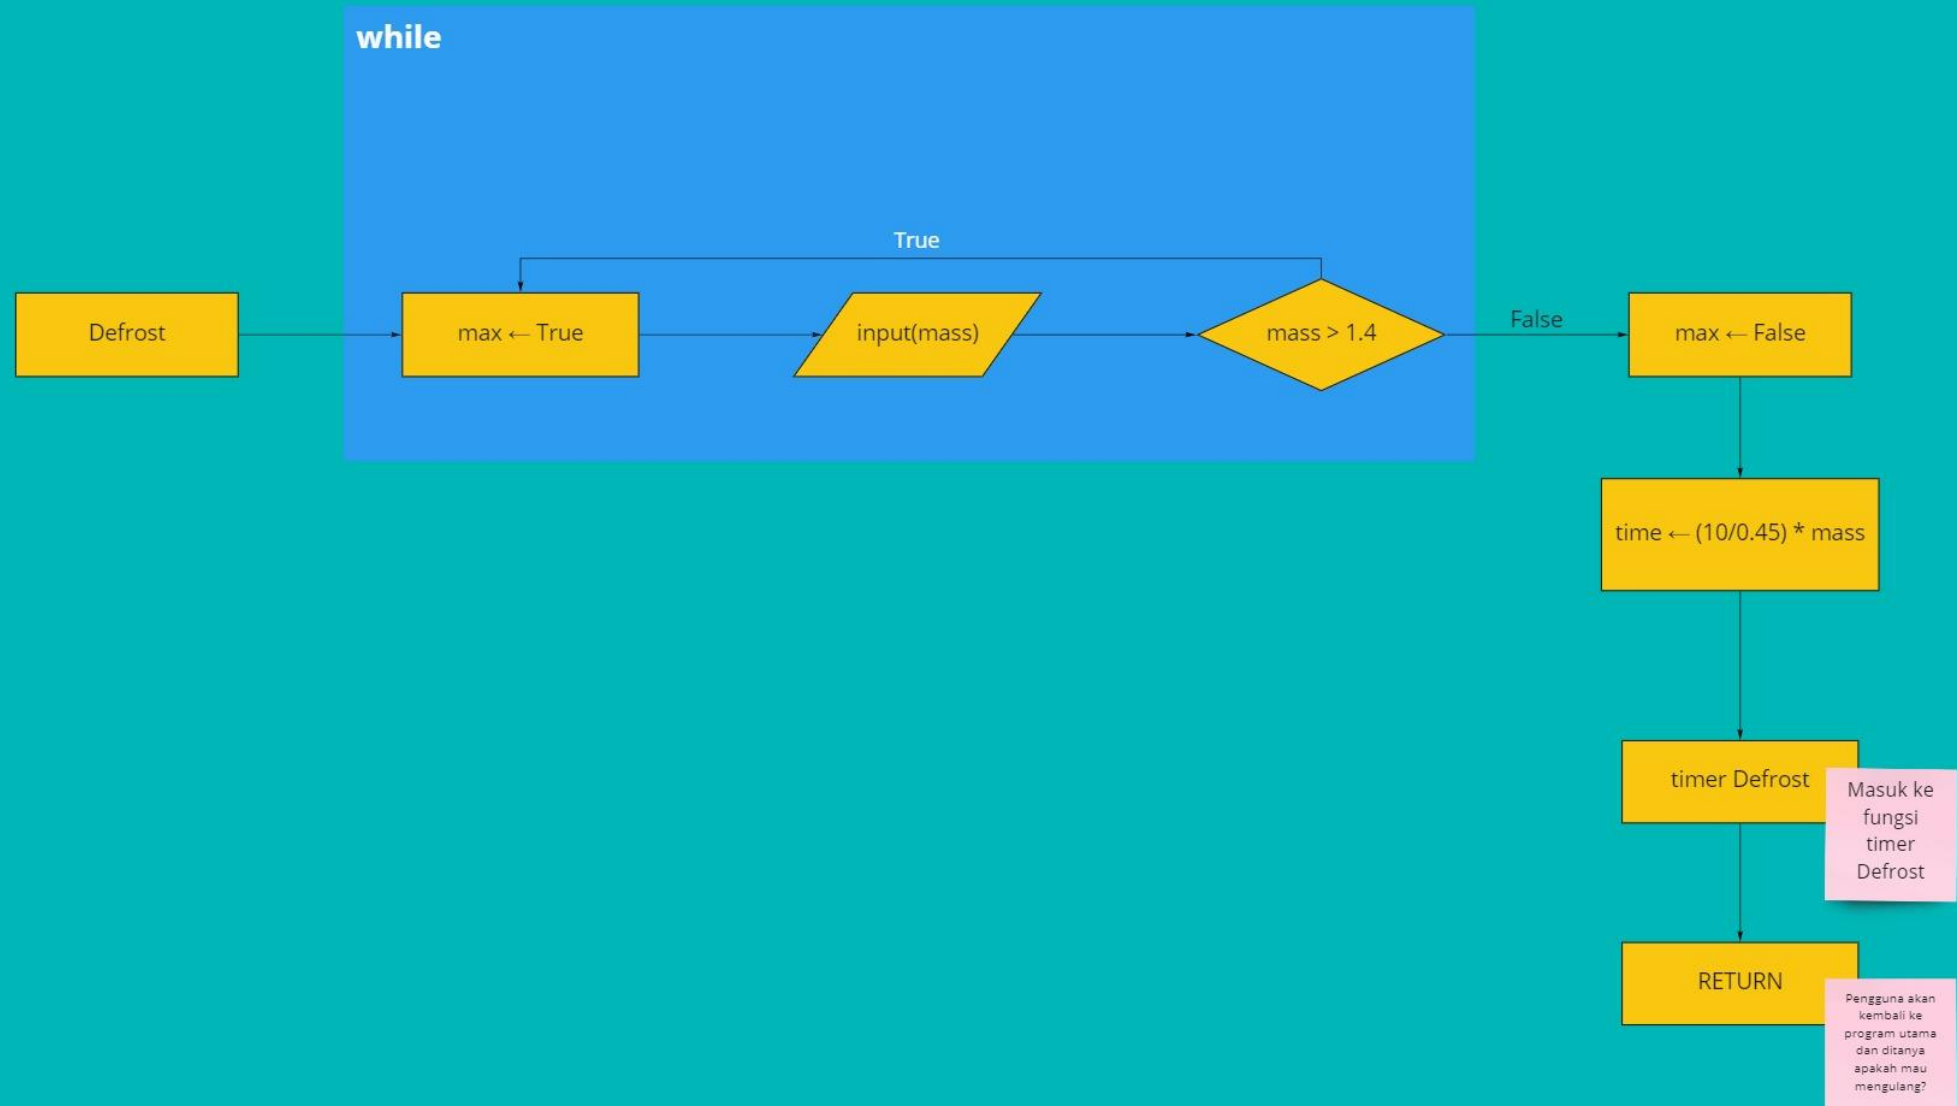 while
True
Defrost
max ← True
input(mass)
mass > 1.4
False
max ← False
time ← (10/0.45) * mass
timer Defrost
Masuk ke
fungsi
timer
Defrost
RETURN
Pengguna akan
kembali ke
program utama
dan ditanya
apakah mau
mengulang?